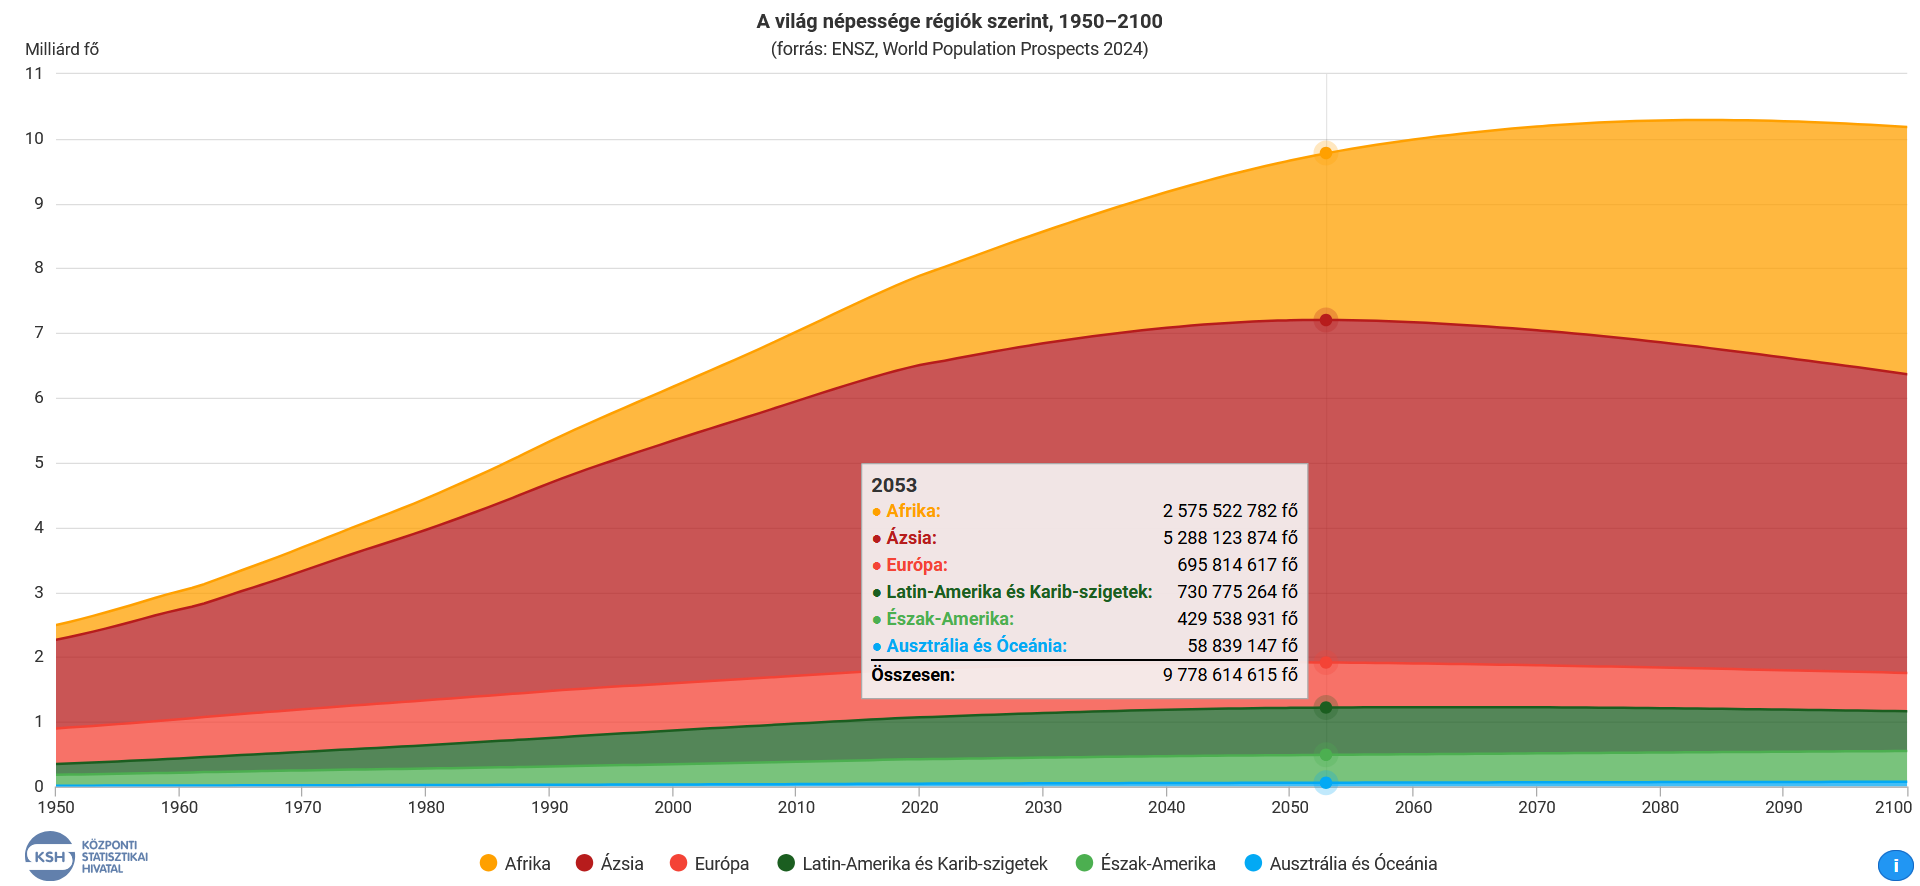 A világ népessége régiók szerint, 1950–2100
(forrás: ENSZ, World Population Prospects 2024)
Milliárd fő
11
10
9
8
7
6
5
4
3
2
1
0
2053
● Afrika: 2 575 522 782 fő
● Ázsia: 5 288 123 874 fő
● Európa: 695 814 617 fő
● Latin-Amerika és Karib-szigetek: 730 775 264 fő
● Észak-Amerika: 429 538 931 fő
● Ausztrália és Óceánia: 58 839 147 fő
Összesen: 9 778 614 615 fő
1950 1960 1970 1980 1990 2000 2010 2020 2030 2040 2050 2060 2070 2080 2090 2100
KSH
KÖZPONTI
STATISZTIKAI
HIVATAL
Afrika Ázsia Európa Latin-Amerika és Karib-szigetek Észak-Amerika Ausztrália és Óceánia
i